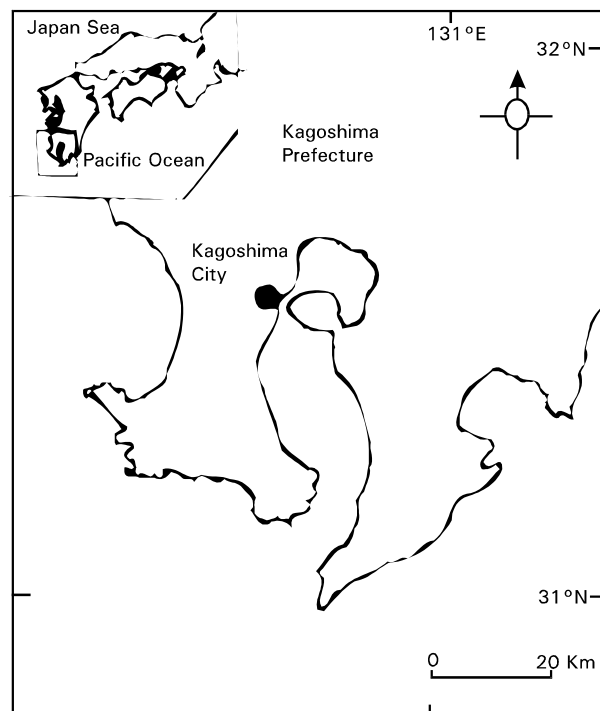 Japan Sea
131°E
32°N
Kagoshima
Prefecture
Pacific Ocean
Kagoshima
City
31°N
0
20 Km